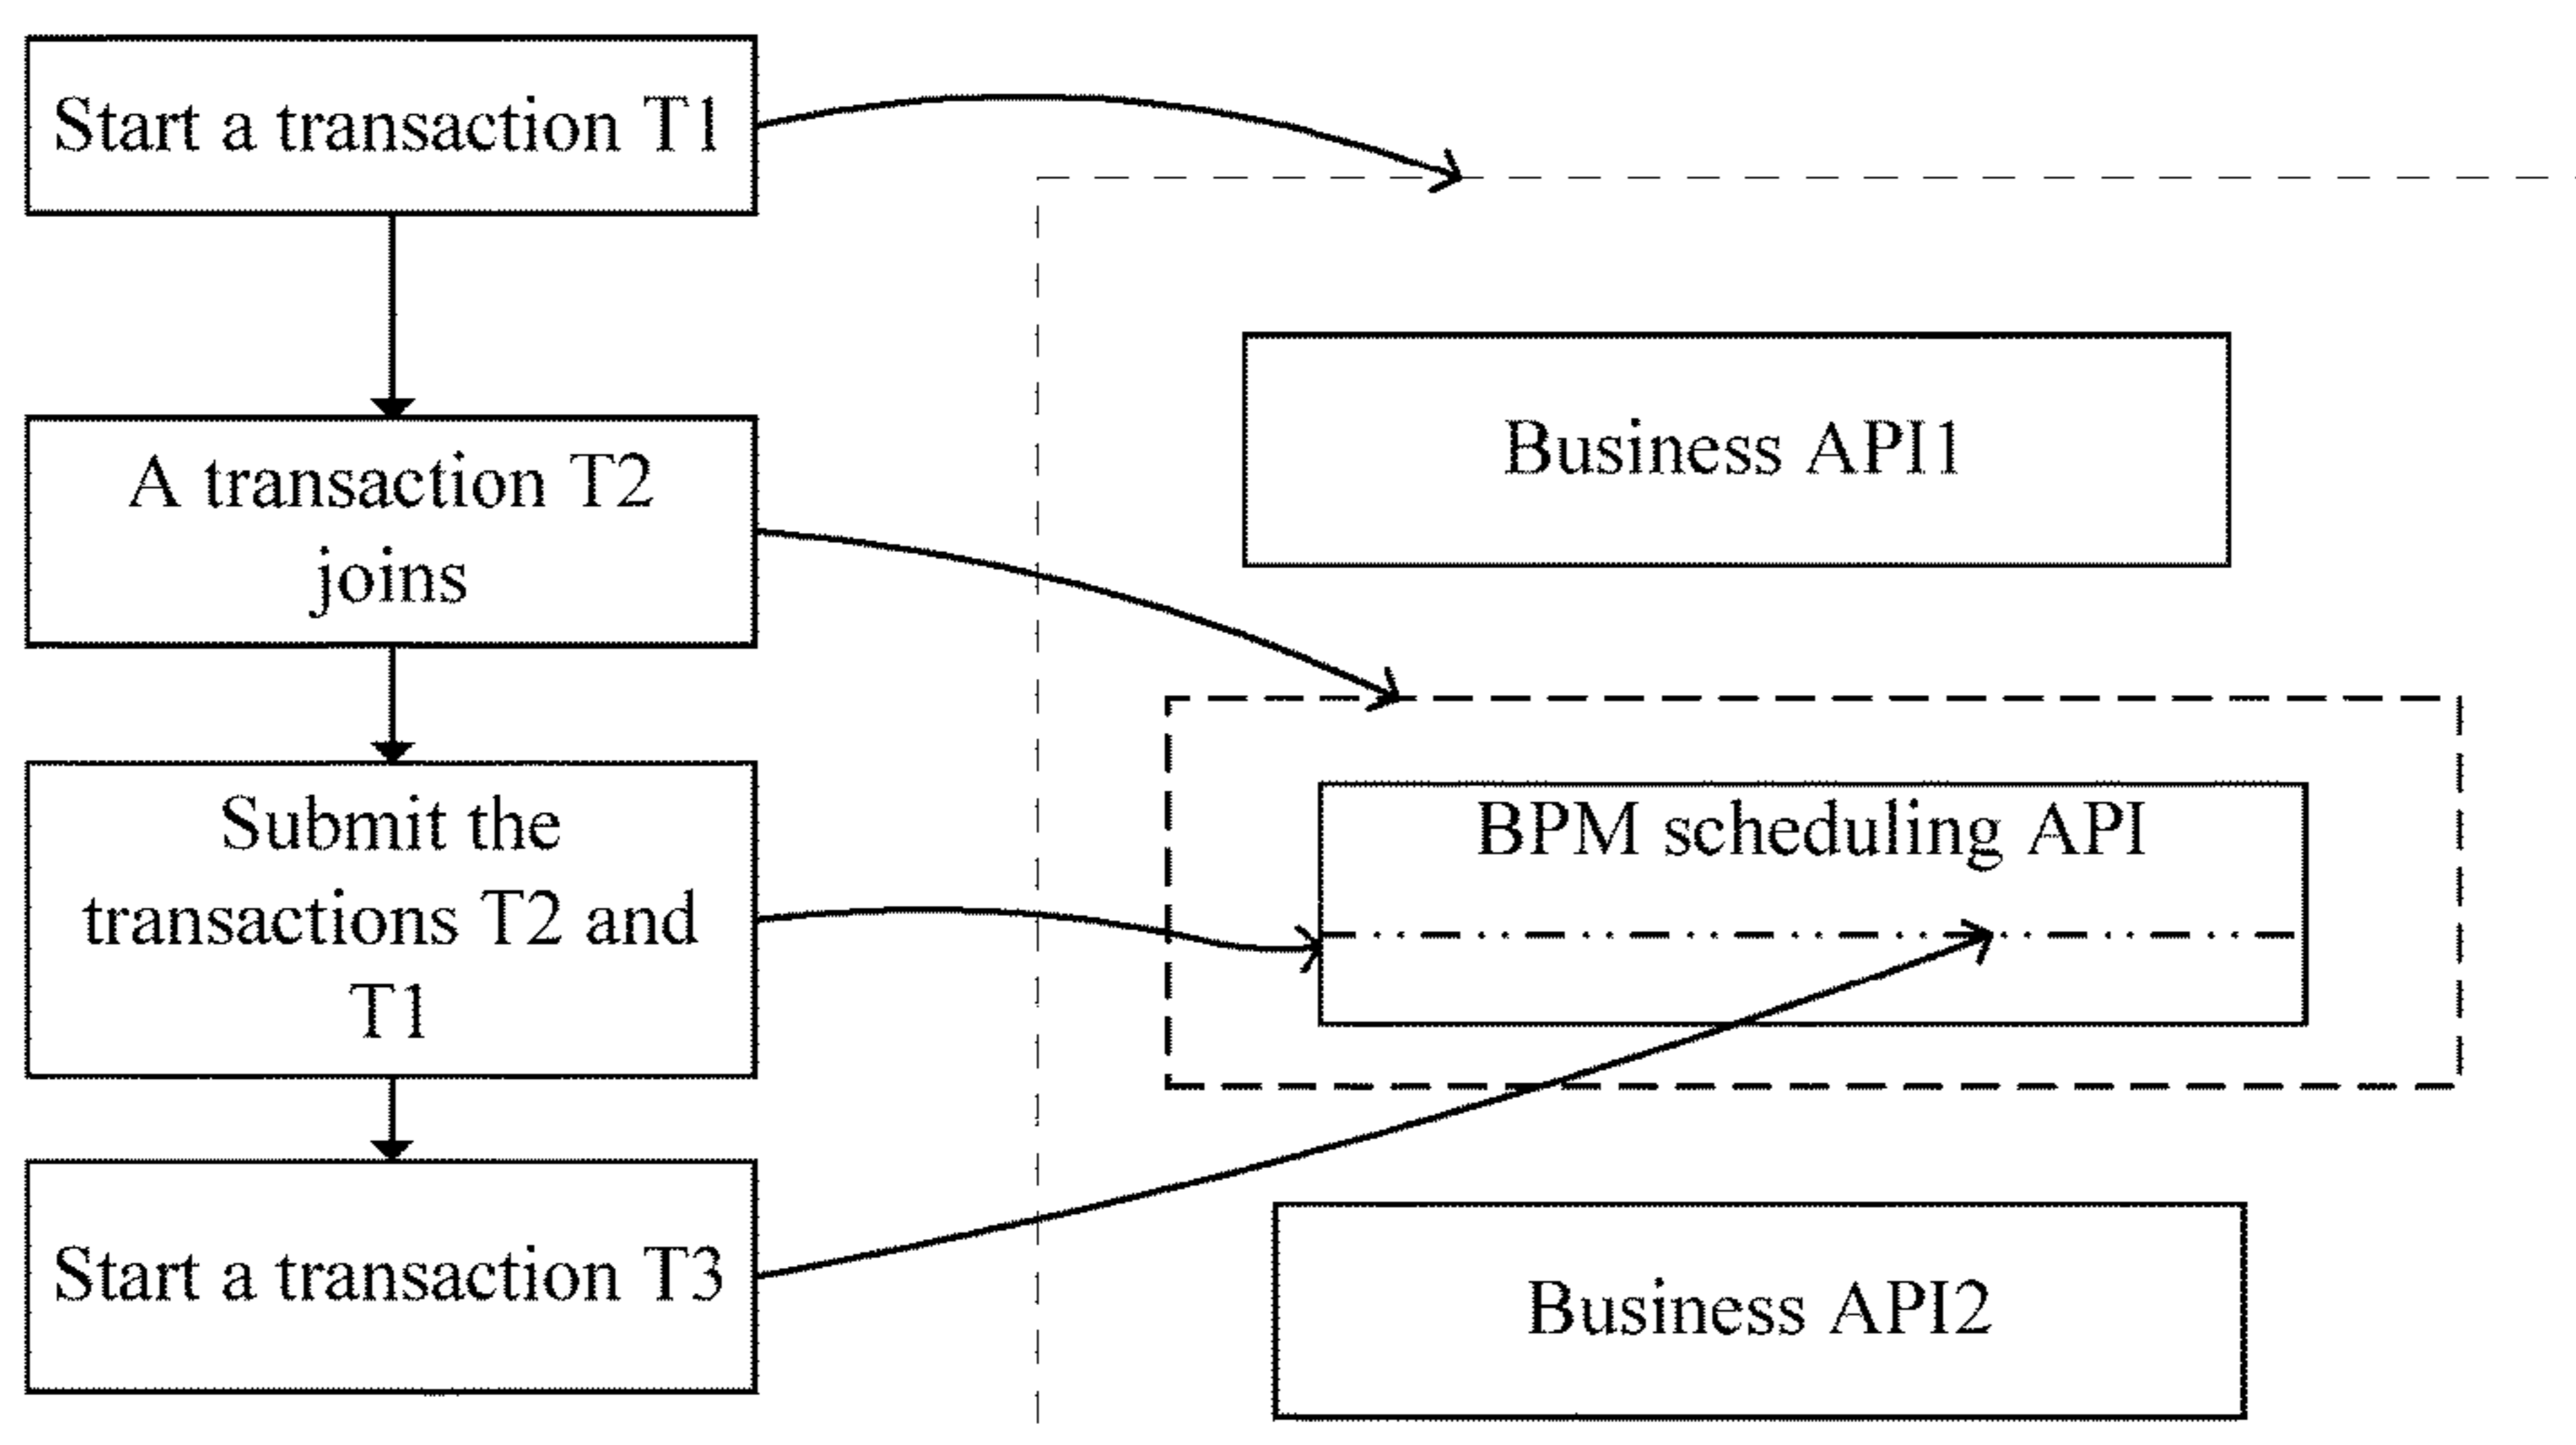 Start a transaction T1
A transaction T2
joins
Submit the
transactions T2 and
T1
Start a transaction T3
Business API1
BPM scheduling API
Business API2